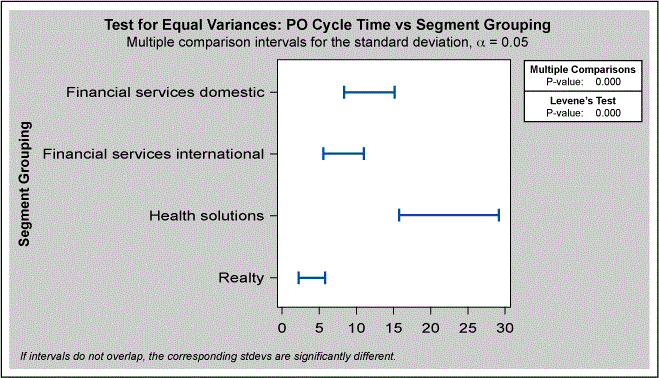 Test for Equal Variances: PO Cycle Time vs Segment Grouping
Multiple comparison intervals for the standard deviation, α = 0.05
Multiple Comparisons
P-value: 0.000
Levene's Test
P-value: 0.000
Segment Grouping
Financial services domestic
Financial services international
Health solutions
Realty
0 5 10 15 20 25 30
If intervals do not overlap, the corresponding stdevs are significantly different.